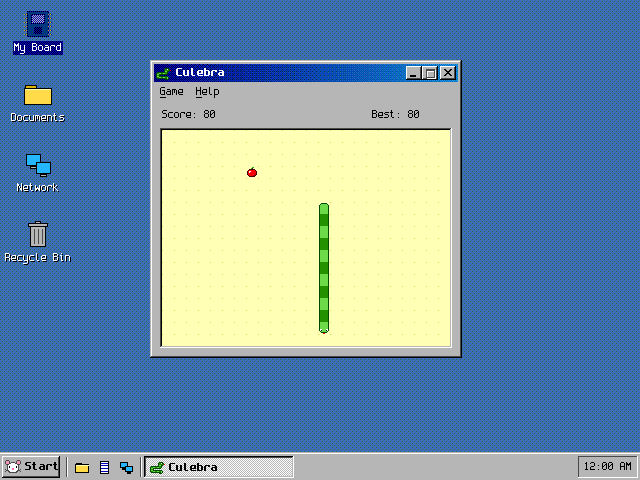 My Board
Documents
Network
Recycle Bin
Culebra
Game Help
Score: 80 Best: 80
Start
Culebra
12:00 AM